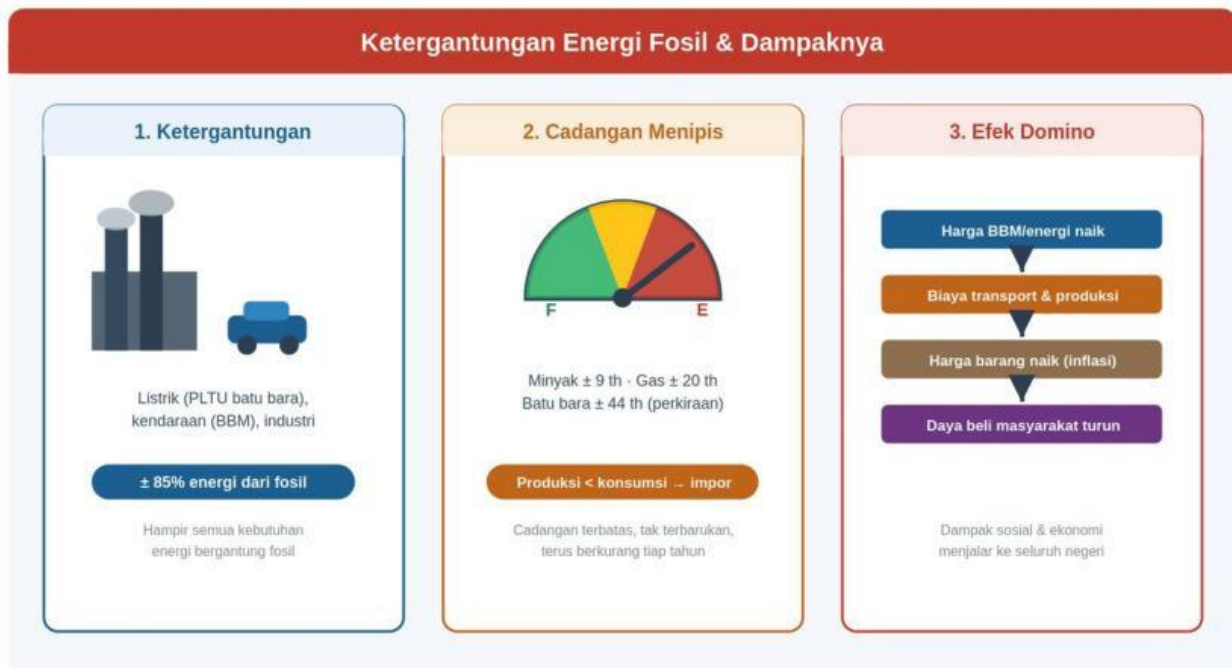 Ketergantungan Energi Fosil & Dampaknya
1. Ketergantungan
Listrik (PLTU batu bara),
kendaraan (BBM), industri
± 85% energi dari fosil
Hampir semua kebutuhan
energi bergantung fosil
2. Cadangan Menipis
F
E
Minyak ± 9 th · Gas ± 20 th
Batu bara ± 44 th (perkiraan)
Produksi < konsumsi → impor
Cadangan terbatas, tak terbarukan,
terus berkurang tiap tahun
3. Efek Domino
Harga BBM/energi naik
Biaya transport & produksi
Harga barang naik (inflasi)
Daya beli masyarakat turun
Dampak sosial & ekonomi
menjalar ke seluruh negeri